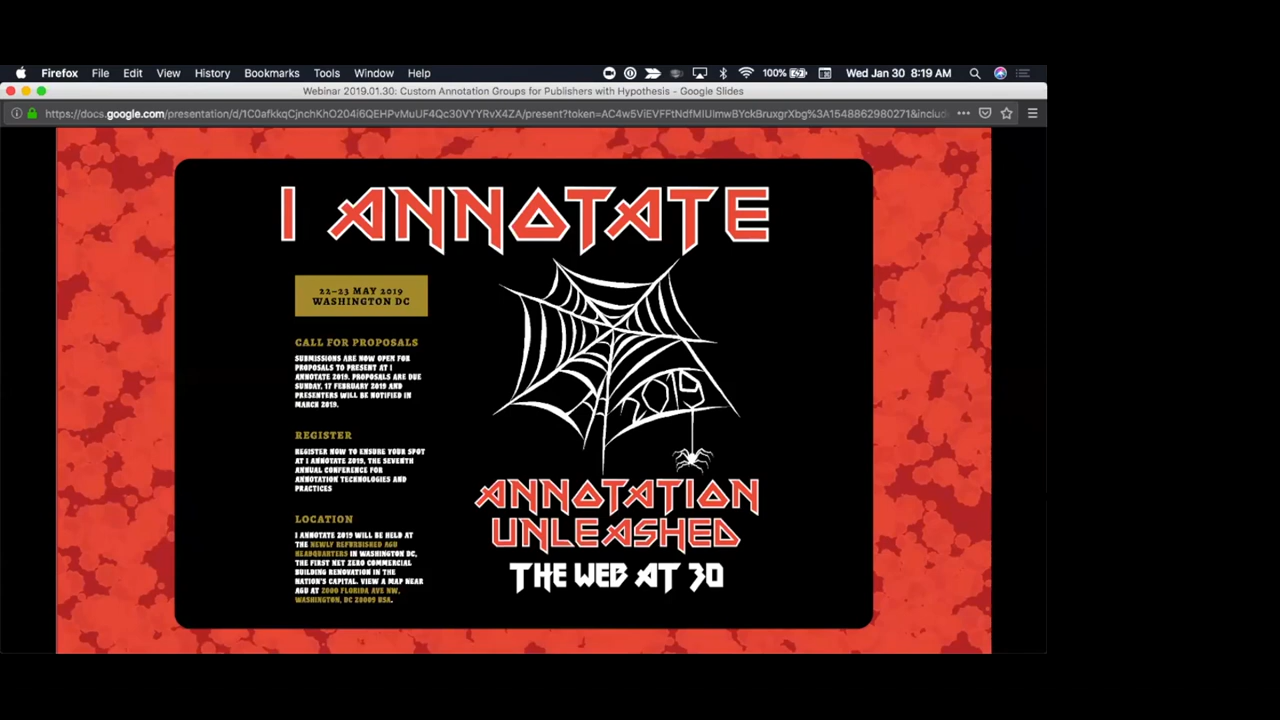 Firefox File Edit View History Bookmarks Tools Window Help 100% Wed Jan 30 8:19 AM
Webinar 2019.01.30: Custom Annotation Groups for Publishers with Hypothesis - Google Slides
I ANNOTATE
22–23 MAY 2019
WASHINGTON DC
CALL FOR PROPOSALS
SUBMISSIONS ARE NOW OPEN FOR
PROPOSALS TO PRESENT AT I
ANNOTATE 2019. PROPOSALS ARE DUE
SUNDAY, 17 FEBRUARY 2019 AND
PRESENTERS WILL BE NOTIFIED IN
MARCH 2019.
REGISTER
REGISTER NOW TO ENSURE YOUR SPOT
AT I ANNOTATE 2019, THE SEVENTH
ANNUAL CONFERENCE FOR
ANNOTATION TECHNOLOGIES AND
PRACTICES
LOCATION
I ANNOTATE 2019 WILL BE HELD AT
THE NEWLY REFURBISHED AGU
HEADQUARTERS IN WASHINGTON DC,
THE FIRST NET ZERO COMMERCIAL
BUILDING RENOVATION IN THE
NATION'S CAPITAL. VIEW A MAP NEAR
AGU AT 2000 FLORIDA AVE NW,
WASHINGTON, DC 20009 USA.
2019
ANNOTATION
UNLEASHED
THE WEB AT 30